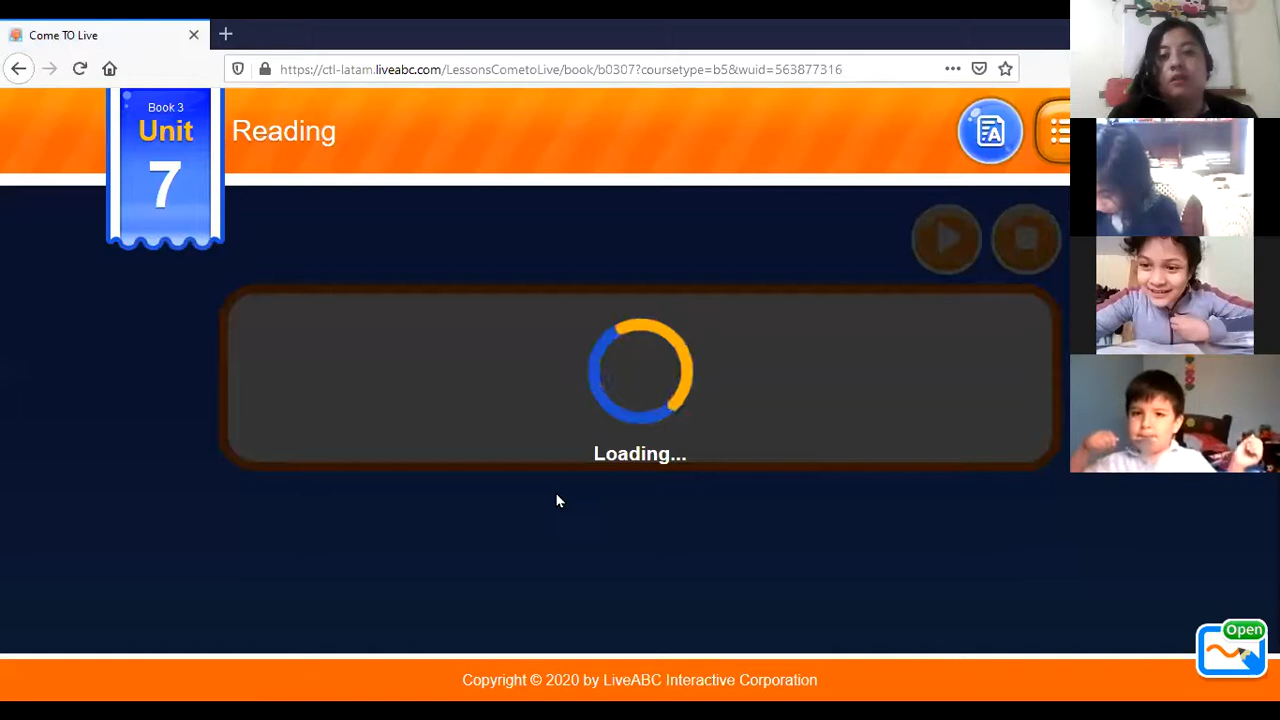 Come TO Live
https://ctl-latam.liveabc.com/LessonsCometoLive/book/b0307?coursetype=b5&wuid=563877316
Book 3
Unit
7
Reading
Loading...
Open
Copyright © 2020 by LiveABC Interactive Corporation